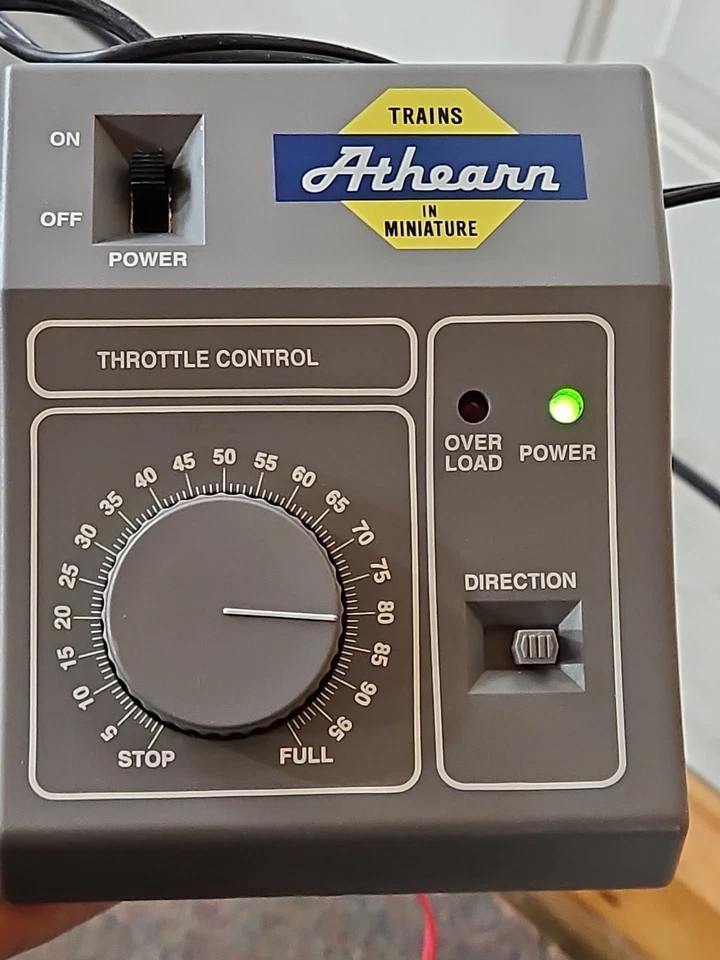 ON
OFF
POWER
TRAINS
Athearn
IN
MINIATURE
THROTTLE CONTROL
OVER
LOAD
POWER
5
10
15
20
25
30
35
40
45
50
55
60
65
70
75
80
85
90
95
STOP
FULL
DIRECTION